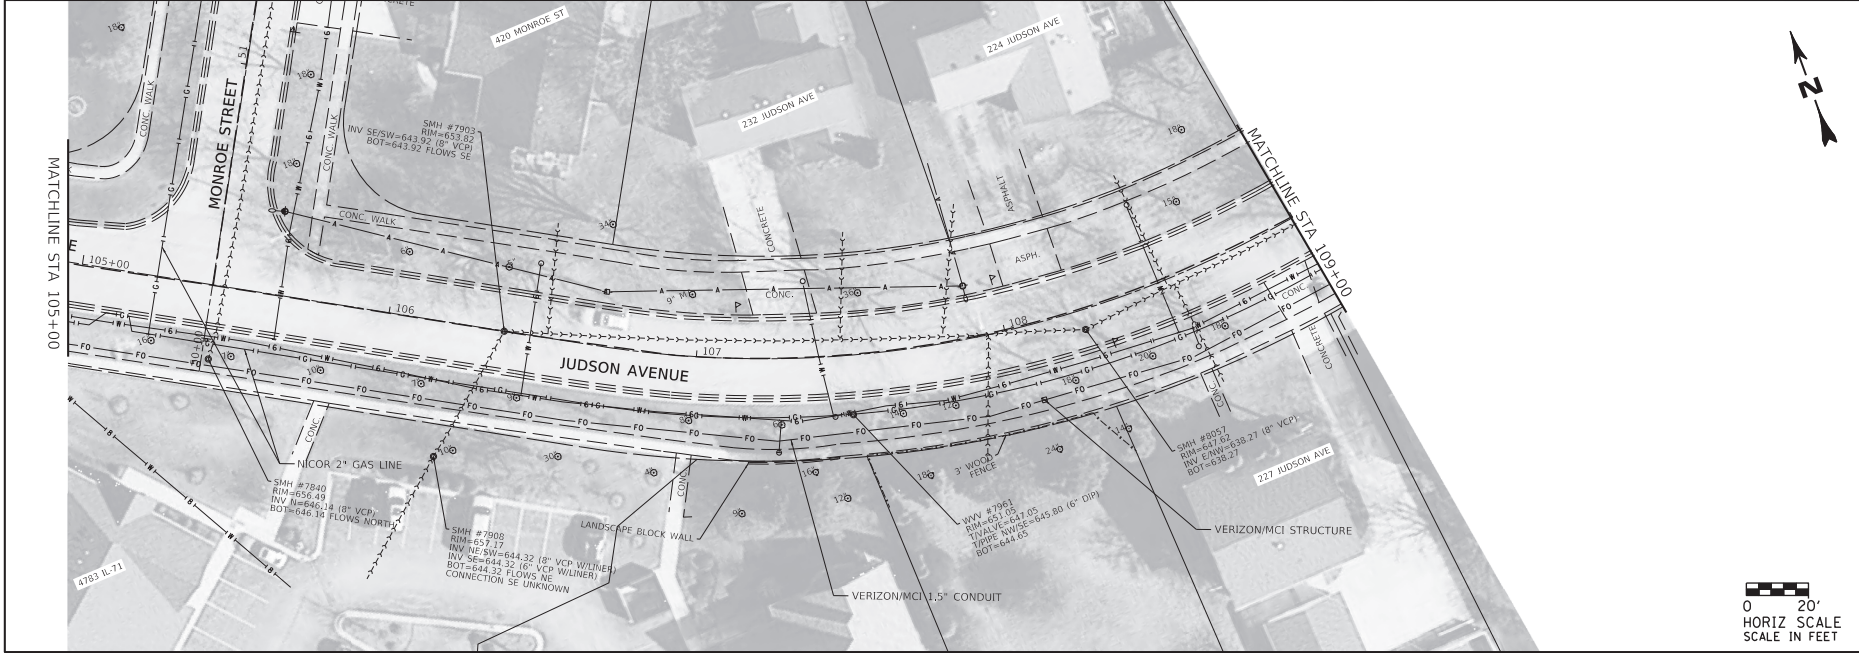 420 MONROE ST
224 JUDSON AVE
232 JUDSON AVE
MONROE STREET
51
CONC. WALK
CONC. WALK
CONC. WALK
SMH #7903
RIM=653.82
INV SE/SW=643.92 (8" VCP)
BOT=643.92 FLOWS SE
MATCHLINE STA 105+00
MATCHLINE STA 109+00
N
CONCRETE
ASPHALT
ASPH.
CONC.
105+00
106
107
108
JUDSON AVENUE
CONC.
CONCRETE
CONC.
CONC.
CONC.
NICOR 2" GAS LINE
SMH #7840
RIM=656.49
INV N=646.14 (8" VCP)
BOT=646.14 FLOWS NORTH
SMH #7908
RIM=657.17
INV NE/SW=644.32 (8" VCP W/LINER)
INV SE=644.32 (6" VCP W/LINER)
BOT=644.32 FLOWS NE
CONNECTION SE UNKNOWN
LANDSCAPE BLOCK WALL
3' WOOD
FENCE
WVV #7961
RIM=651.05
T/VALVE=647.05
T/PIPE NW/SE=645.80 (6" DIP)
BOT=644.65
SMH #8057
RIM=647.62
INV E/NW=638.27 (8" VCP)
BOT=638.27
227 JUDSON AVE
VERIZON/MCI STRUCTURE
VERIZON/MCI 1.5" CONDUIT
4783 IL-71
0 20'
HORIZ SCALE
SCALE IN FEET